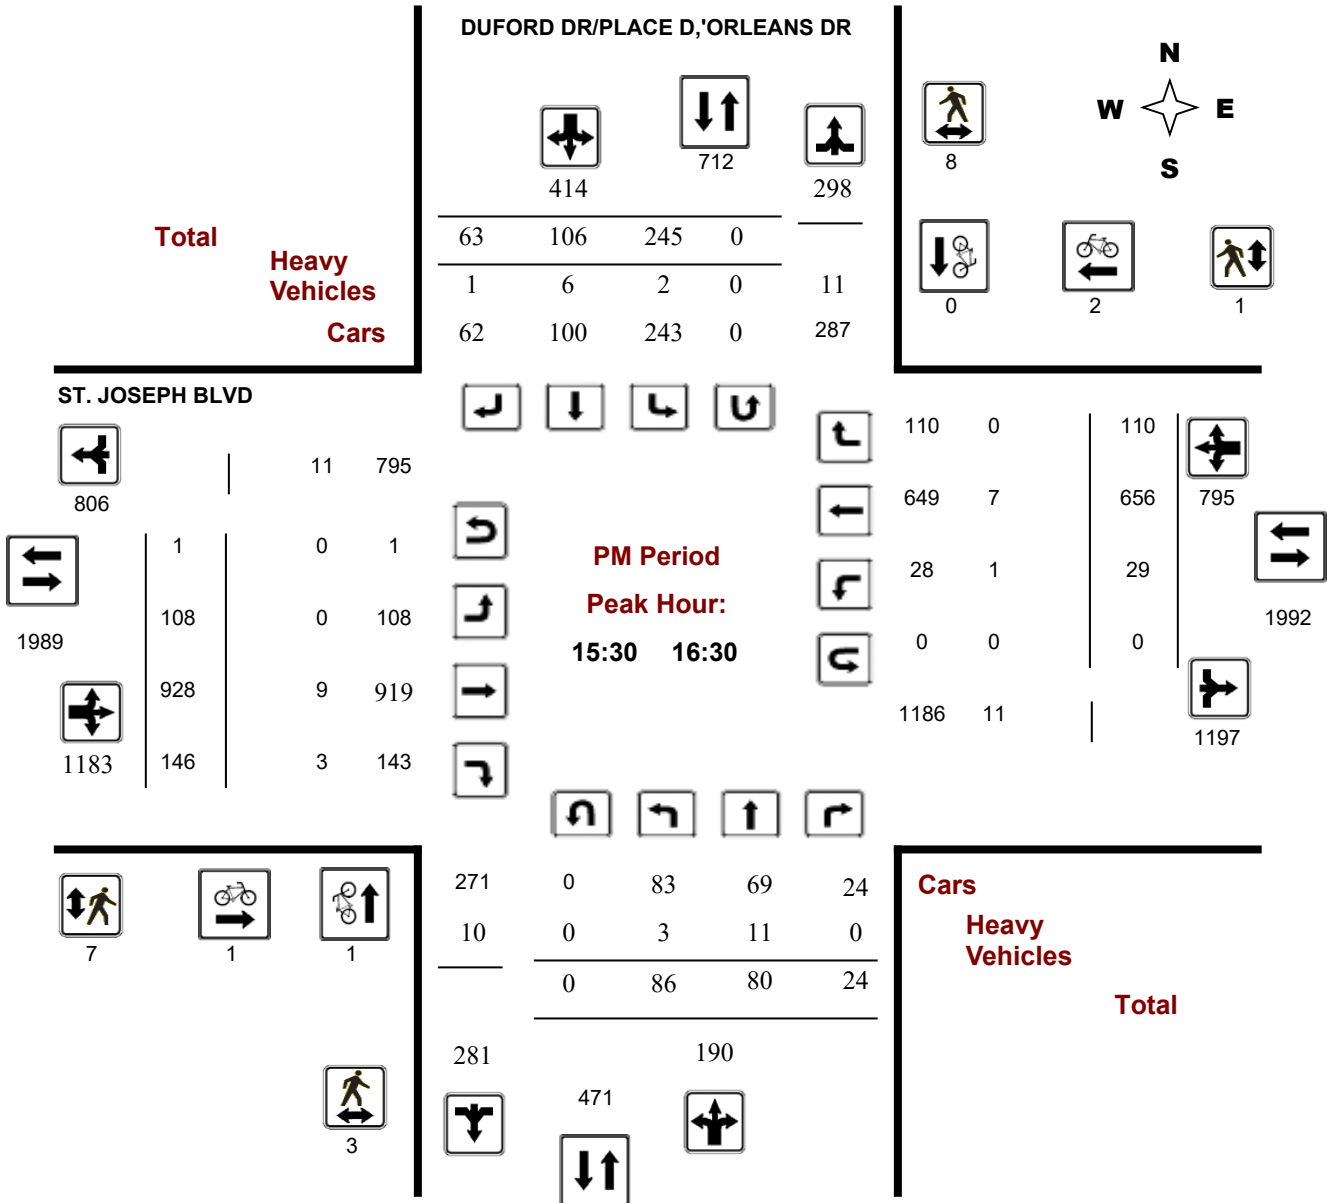 DUFORD DR/PLACE D,'ORLEANS DR
N
W E
S
8
712
414 298
Total 63 106 245 0
Heavy
Vehicles 1 6 2 0 11
Cars 62 100 243 0 287
0 2 1
ST. JOSEPH BLVD
110 0 110
11 795
806
649 7 656 795
1 0 1
PM Period
28 1 29
108 0 108
Peak Hour:
1989
1992
15:30 16:30
0 0 0
928 9 919
1186 11
1197
1183 146 3 143
271 0 83 69 24
Cars
10 0 3 11 0
Heavy
Vehicles
7 1 1
0 86 80 24
Total
281 190
471
3